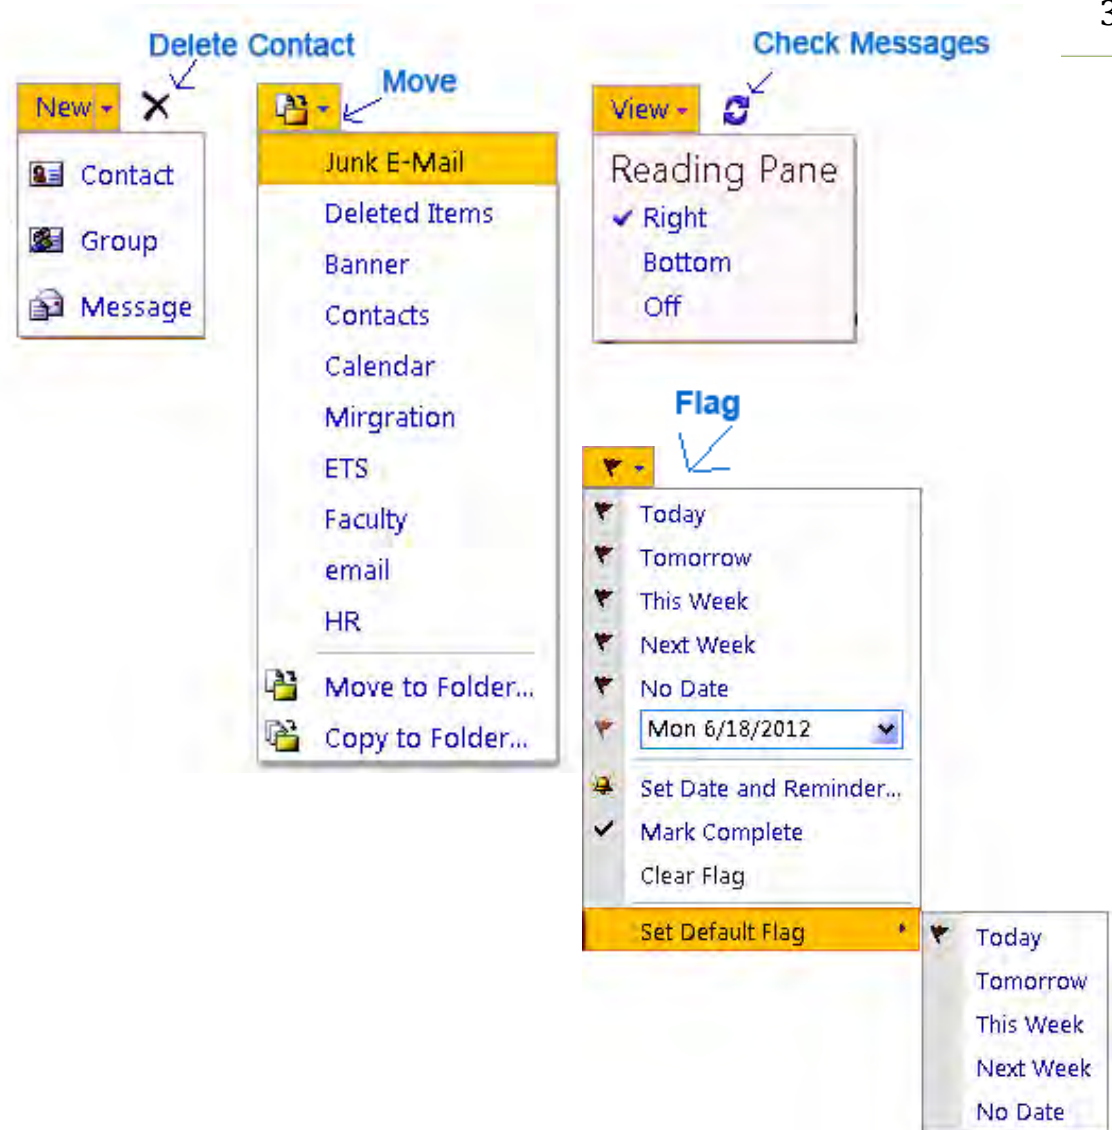 3
Delete Contact
Check Messages
Move
New
Contact
Group
Message
Junk E-Mail
Deleted Items
Banner
Contacts
Calendar
Mirgration
ETS
Faculty
email
HR
Move to Folder...
Copy to Folder...
View
Reading Pane
Right
Bottom
Off
Flag
Today
Tomorrow
This Week
Next Week
No Date
Mon 6/18/2012
Set Date and Reminder...
Mark Complete
Clear Flag
Set Default Flag
Today
Tomorrow
This Week
Next Week
No Date